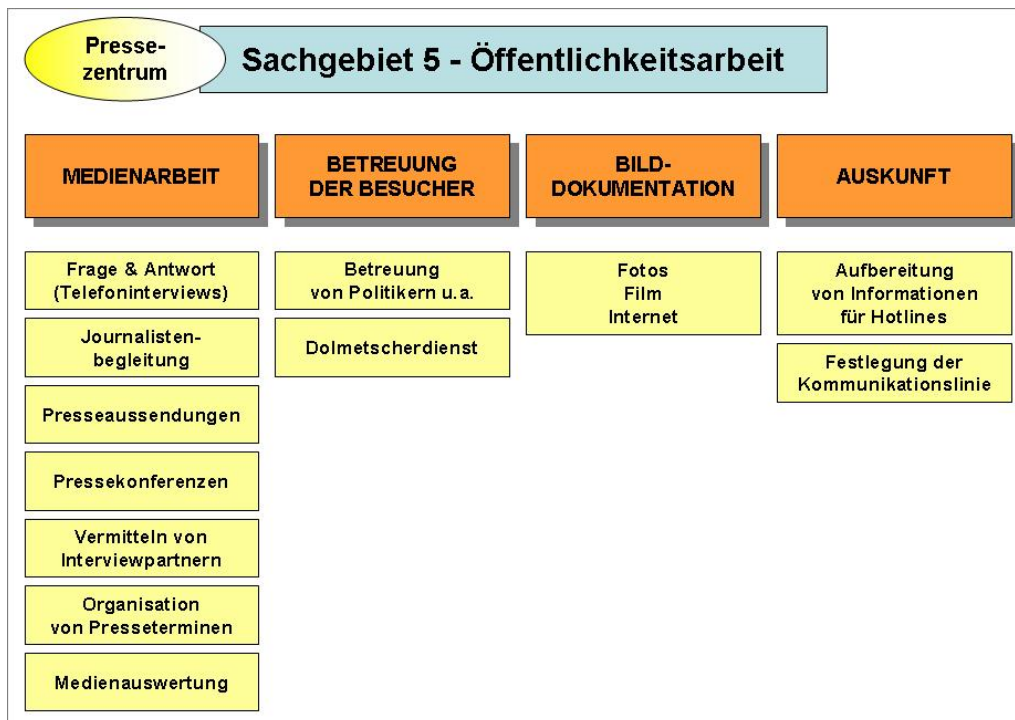 Presse-
zentrum
Sachgebiet 5 - Öffentlichkeitsarbeit
MEDIENARBEIT
Frage & Antwort
(Telefoninterviews)
Journalisten-
begleitung
Presseaussendungen
Pressekonferenzen
Vermitteln von
Interviewpartnern
Organisation
von Presseterminen
Medienauswertung
BETREUUNG
DER BESUCHER
Betreuung
von Politikern u.a.
Dolmetscherdienst
BILD-
DOKUMENTATION
Fotos
Film
Internet
AUSKUNFT
Aufbereitung
von Informationen
für Hotlines
Festlegung der
Kommunikationslinie